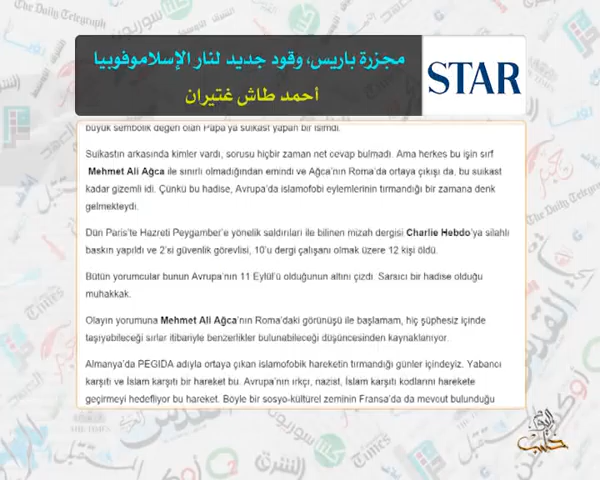 مجزرة باريس، وقود جديد لنار الإسلاموفوبيا
أحمد طاش غتيران
STAR
büyük sembolik değeri olan Papa'ya suikast yapan bir isimdi.
Suikastın arkasında kimler vardı, sorusu hiçbir zaman net cevap bulmadı. Ama herkes bu işin sırf
Mehmet Ali Ağca ile sınırlı olmadığından emindi ve Ağca'nın Roma'da ortaya çıkışı da, bu suikast
kadar gizemli idi. Çünkü bu hadise, Avrupa'da islamofobi eylemlerinin tırmandığı bir zamana denk
gelmekteydi.
Dün Paris'te Hazreti Peygamber'e yönelik saldırıları ile bilinen mizah dergisi Charlie Hebdo'ya silahlı
baskın yapıldı ve 2'si güvenlik görevlisi, 10'u dergi çalışanı olmak üzere 12 kişi öldü.
Bütün yorumcular bunun Avrupa'nın 11 Eylül'ü olduğunun altını çizdi. Sarsıcı bir hadise olduğu
muhakkak.
Olayın yorumuna Mehmet Ali Ağca'nın Roma'daki görünüşü ile başlamam, hiç şüphesiz içinde
taşıyabileceği sırlar itibariyle benzerlikler bulunabileceği düşüncesinden kaynaklanıyor.
Almanya'da PEGIDA adıyla ortaya çıkan islamofobik hareketin tırmandığı günler içindeyiz. Yabancı
karşıtı ve İslam karşıtı bir hareket bu. Avrupa'nın ırkçı, nazist, İslam karşıtı kodlarını harekete
geçirmeyi hedefliyor bu hareket. Böyle bir sosyo-kültürel zeminin Fransa'da da mevcut bulunduğu
حلب اليوم